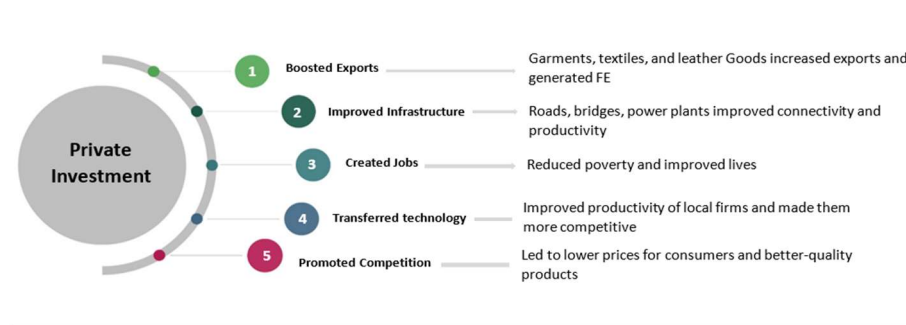 Private
Investment
1
Boosted Exports
Garments, textiles, and leather Goods increased exports and
generated FE
2
Improved Infrastructure
Roads, bridges, power plants improved connectivity and
productivity
3
Created Jobs
Reduced poverty and improved lives
4
Transferred technology
Improved productivity of local firms and made them
more competitive
5
Promoted Competition
Led to lower prices for consumers and better-quality
products